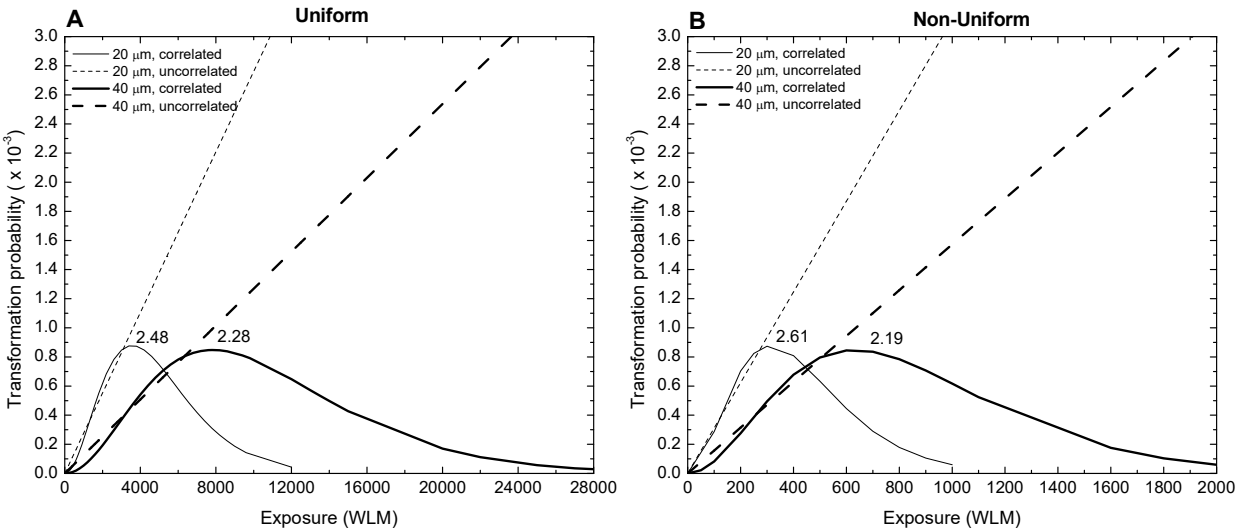 A
Uniform
20 μm, correlated
20 μm, uncorrelated
40 μm, correlated
40 μm, uncorrelated
2.48
2.28
3.0
2.8
2.6
2.4
2.2
2.0
1.8
1.6
1.4
1.2
1.0
0.8
0.6
0.4
0.2
0.0
Transformation probability ( x 10⁻³)
0 4000 8000 12000 16000 20000 24000 28000
Exposure (WLM)
B
Non-Uniform
20 μm, correlated
20 μm, uncorrelated
40 μm, correlated
40 μm, uncorrelated
2.61
2.19
3.0
2.8
2.6
2.4
2.2
2.0
1.8
1.6
1.4
1.2
1.0
0.8
0.6
0.4
0.2
0.0
Transformation probability ( x 10⁻³)
0 200 400 600 800 1000 1200 1400 1600 1800 2000
Exposure (WLM)